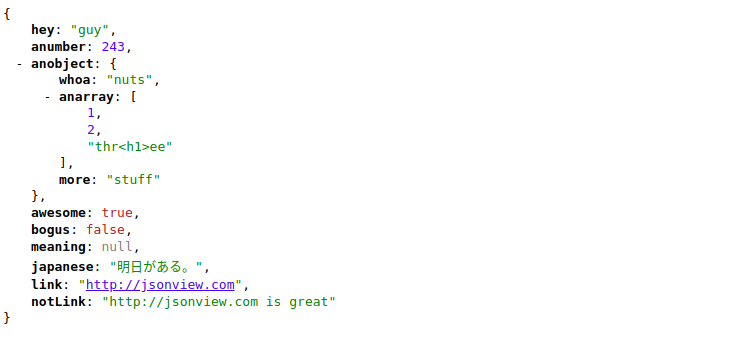 {
hey: "guy",
anumber: 243,
- anobject: {
whoa: "nuts",
- anarray: [
1,
2,
"thr<h1>ee"
],
more: "stuff"
},
awesome: true,
bogus: false,
meaning: null,
japanese: "明日がある。",
link: "http://jsonview.com",
notLink: "http://jsonview.com is great"
}